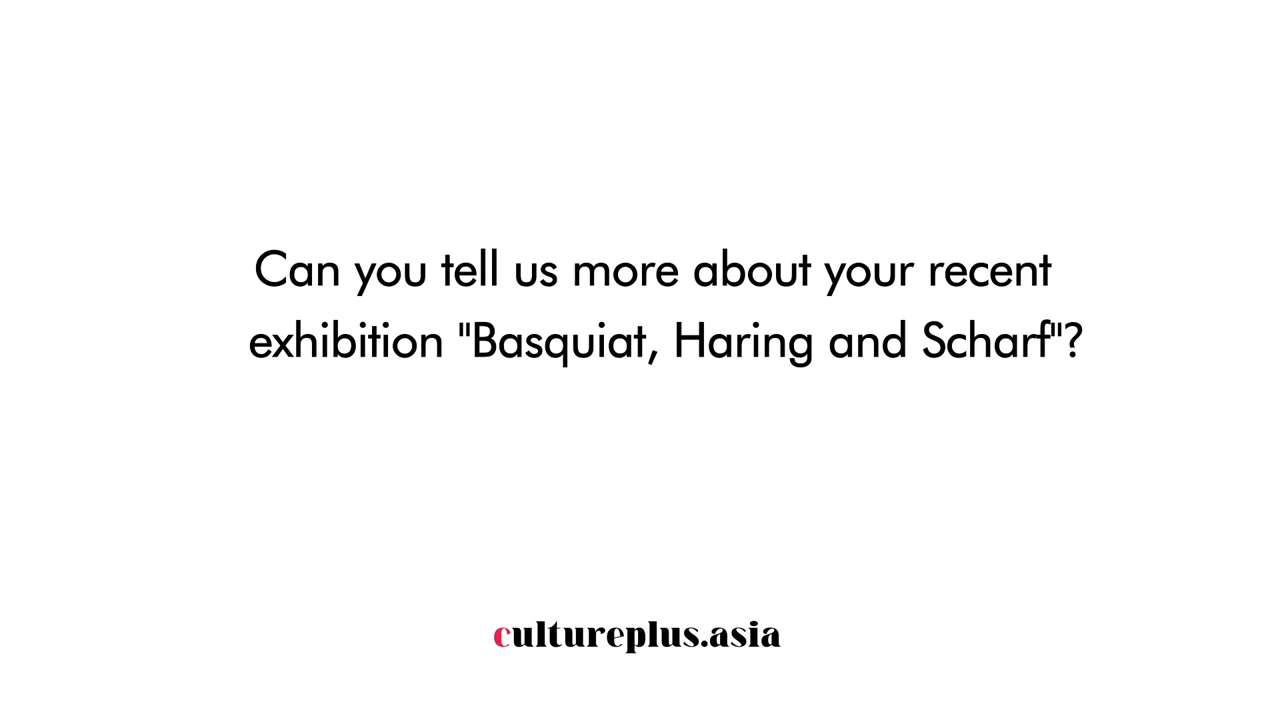 Can you tell us more about your recent
exhibition "Basquiat, Haring and Scharf"?
cultureplus.asia